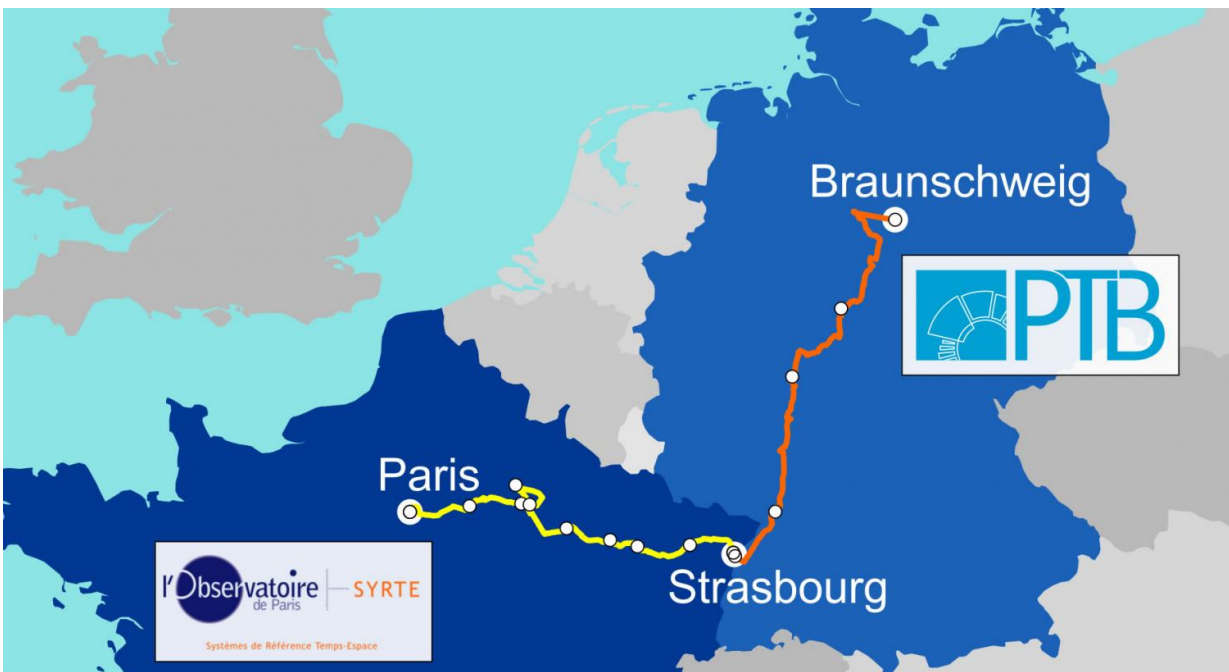 Braunschweig
PTB
Paris
Strasbourg
l'Observatoire
de Paris
SYRTE
Systèmes de Référence Temps-Espace